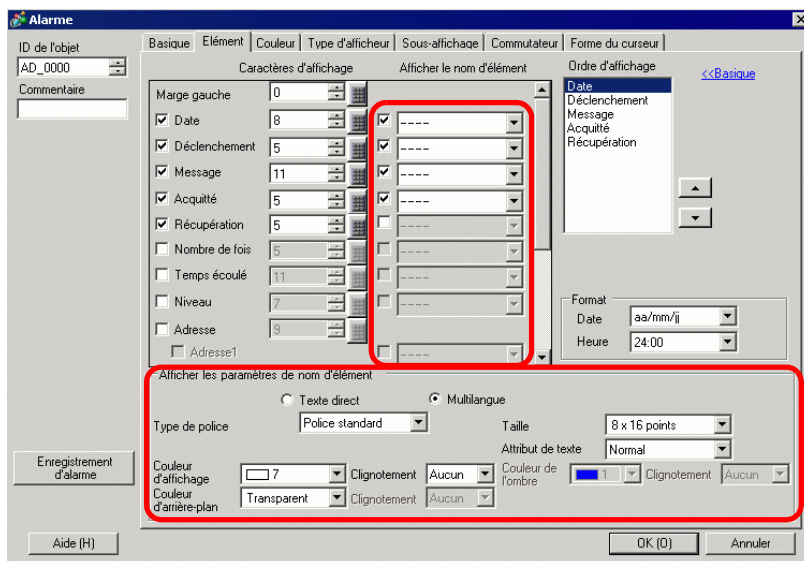 Alarme
ID de l'objet
AD_0000
Commentaire
Basique Elément Couleur Type d'afficheur Sous-affichage Commutateur Forme du curseur
Caractères d'affichage Afficher le nom d'élément Ordre d'affichage <<Basique
Marge gauche 0
Date 8 ----
Déclenchement 5 ----
Message 11 ----
Acquitté 5 ----
Récupération 5 ----
Nombre de fois 5 ----
Temps écoulé 11 ----
Niveau 7 ----
Adresse 9
Adresse1 ----
Date
Déclenchement
Message
Acquitté
Récupération
Format
Date aa/mm/jj
Heure 24:00
Afficher les paramètres de nom d'élément
Texte direct Multilangue
Type de police Police standard Taille 8 x 16 points
Attribut de texte Normal
Couleur d'affichage 7 Clignotement Aucun Couleur de l'ombre 1 Clignotement Aucun
Couleur d'arrière-plan Transparent Clignotement Aucun
Enregistrement d'alarme
Aide (H) OK (O) Annuler